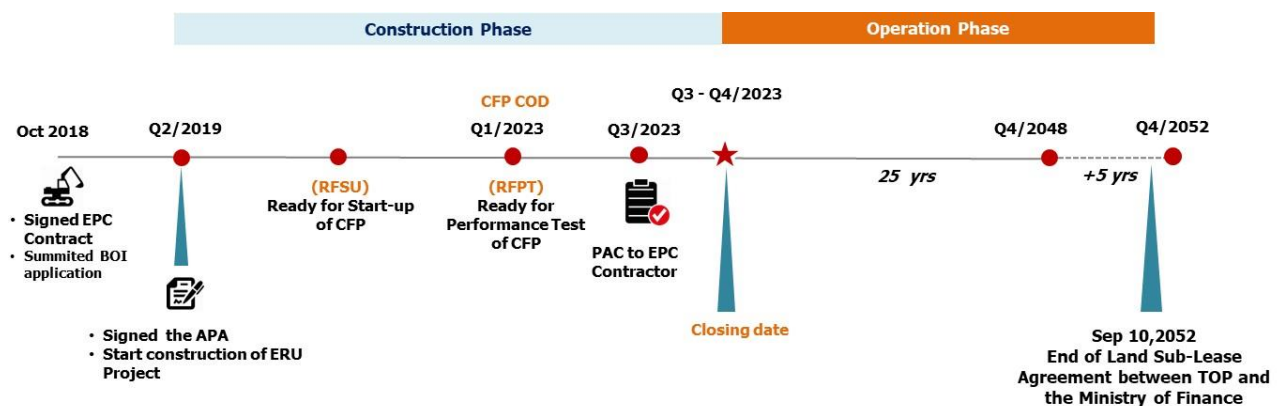 Construction Phase
Operation Phase
Oct 2018
Q2/2019
CFP COD
Q1/2023
Q3/2023
Q3 - Q4/2023
Q4/2048
Q4/2052
25 yrs
+5 yrs
• Signed EPC
Contract
• Summited BOI
application
(RFSU)
Ready for Start-up
of CFP
(RFPT)
Ready for
Performance Test
of CFP
PAC to EPC
Contractor
• Signed the APA
• Start construction of ERU
Project
Closing date
Sep 10,2052
End of Land Sub-Lease
Agreement between TOP and
the Ministry of Finance